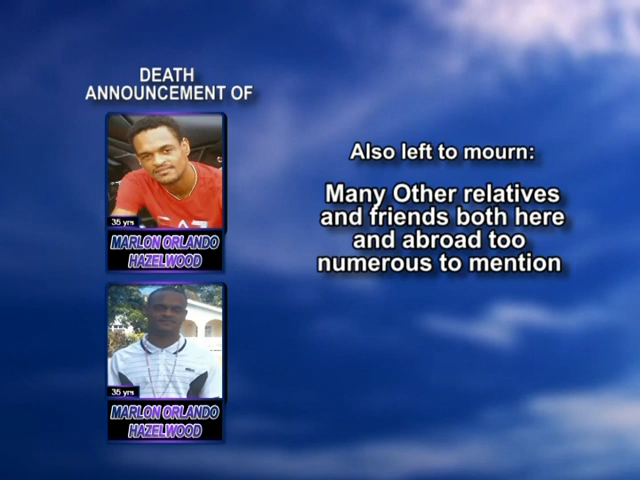 DEATH
ANNOUNCEMENT OF
35 yrs
MARLON ORLANDO
HAZELWOOD
35 yrs
MARLON ORLANDO
HAZELWOOD
Also left to mourn:
Many Other relatives
and friends both here
and abroad too
numerous to mention